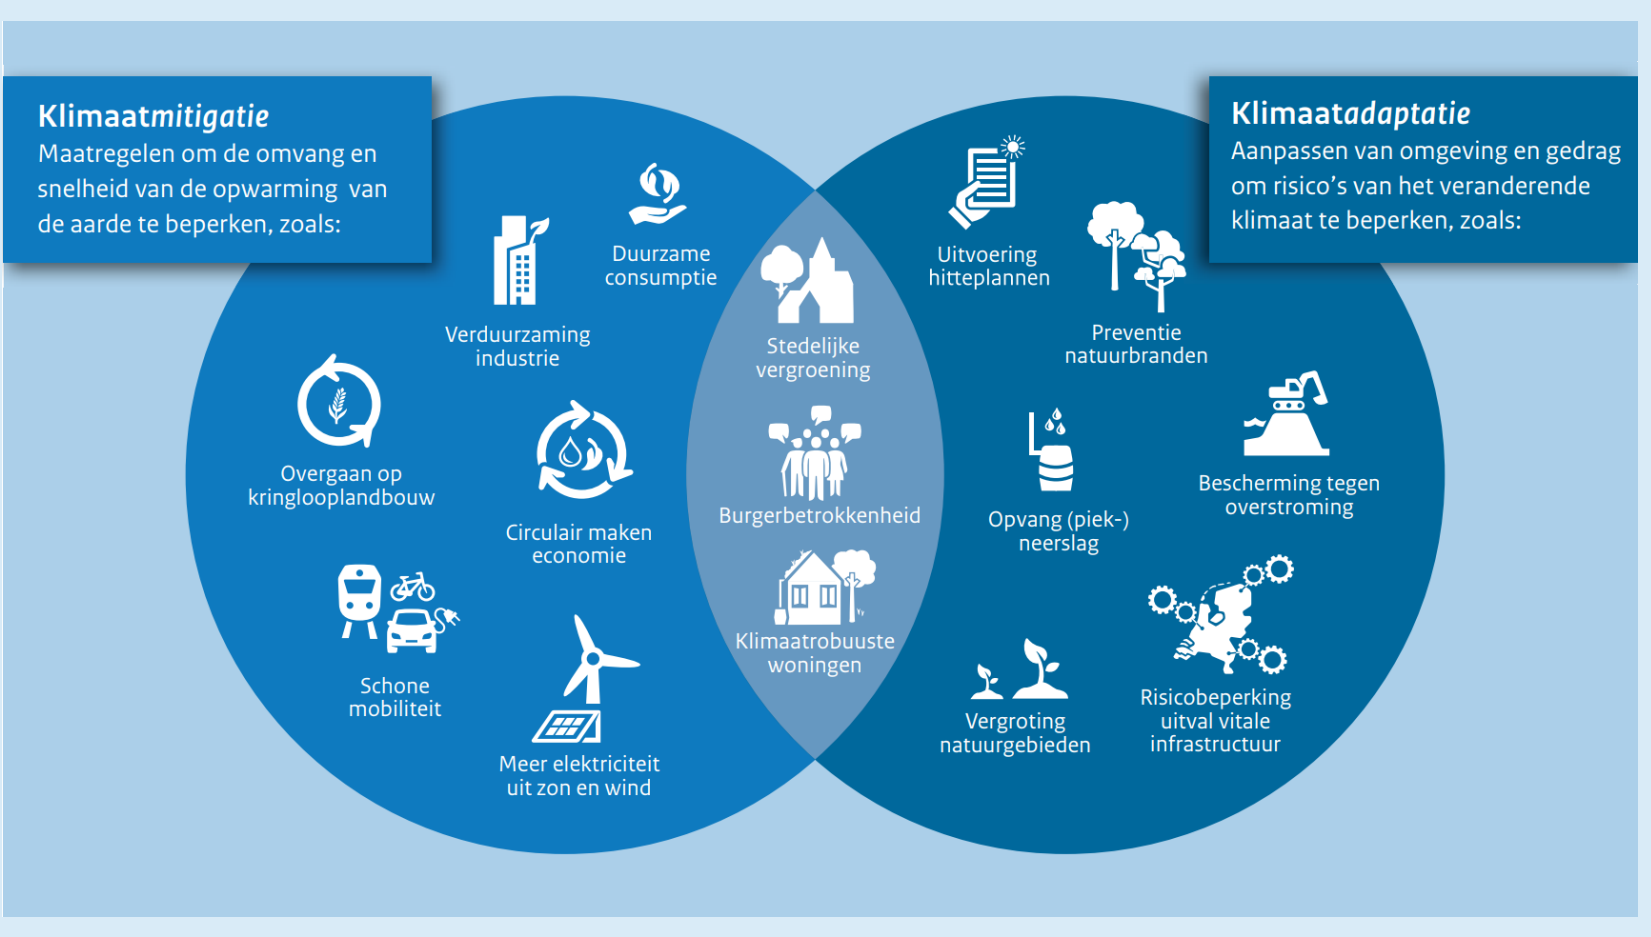 Klimaatmitigatie
Maatregelen om de omvang en
snelheid van de opwarming van
de aarde te beperken, zoals:
Duurzame
consumptie
Verduurzaming
industrie
Overgaan op
kringlooplandbouw
Circulair maken
economie
Schone
mobiliteit
Meer elektriciteit
uit zon en wind
Stedelijke
vergroening
Burgerbetrokkenheid
Klimaatrobuuste
woningen
Klimaatadaptatie
Aanpassen van omgeving en gedrag
om risico's van het veranderende
klimaat te beperken, zoals:
Uitvoering
hitteplannen
Preventie
natuurbranden
Bescherming tegen
overstroming
Opvang (piek-)
neerslag
Vergroting
natuurgebieden
Risicobeperking
uitval vitale
infrastructuur